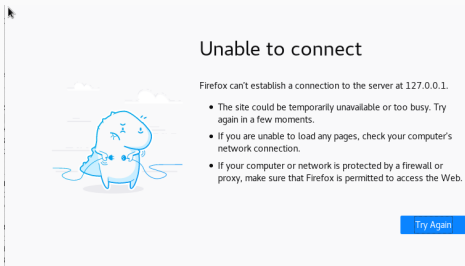 Unable to connect
Firefox can't establish a connection to the server at 127.0.0.1.
• The site could be temporarily unavailable or too busy. Try
again in a few moments.
• If you are unable to load any pages, check your computer's
network connection.
• If your computer or network is protected by a firewall or
proxy, make sure that Firefox is permitted to access the Web.
Try Again